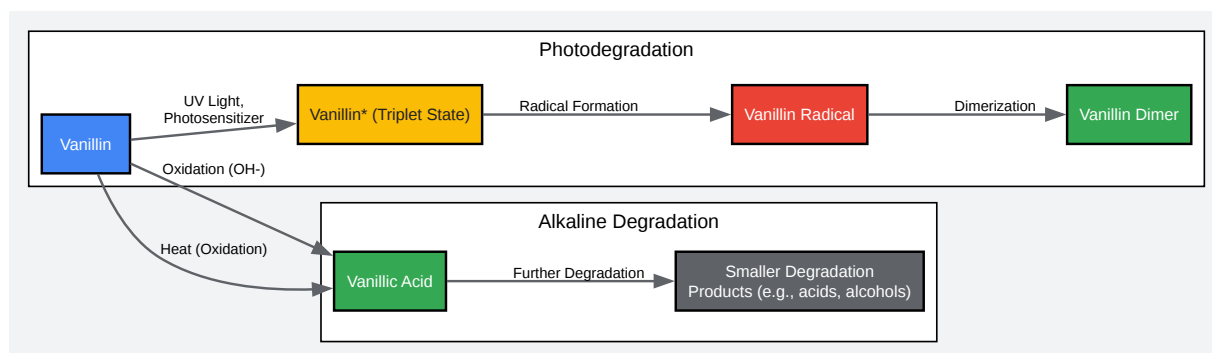 Photodegradation
UV Light,
Photosensitizer
Vanillin* (Triplet State)
Radical Formation
Vanillin Radical
Dimerization
Vanillin Dimer
Vanillin
Oxidation (OH-)
Heat (Oxidation)
Alkaline Degradation
Vanillic Acid
Further Degradation
Smaller Degradation
Products (e.g., acids, alcohols)